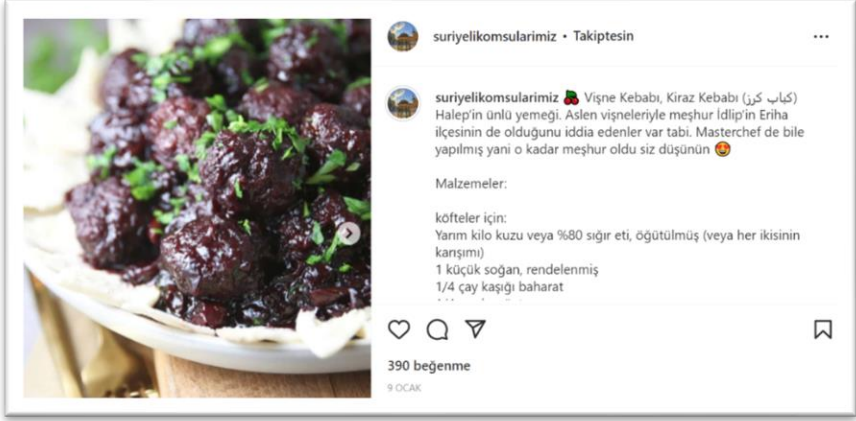 suriyelikomsularimiz • Takiptesin
suriyelikomsularimiz 🍒 Vişne Kebabı, Kiraz Kebabı (كباب كرز)
Halep'in ünlü yemeği. Aslen vişneleriyle meşhur İdlip'in Eriha
ilçesinin de olduğunu iddia edenler var tabi. Masterchef de bile
yapılmış yani o kadar meşhur oldu siz düşünün 😍
Malzemeler:
köfteler için:
Yarım kilo kuzu veya %80 sığır eti, öğütülmüş (veya her ikisinin
karışımı)
1 küçük soğan, rendelenmiş
1/4 çay kaşığı baharat
390 beğenme
9 OCAK